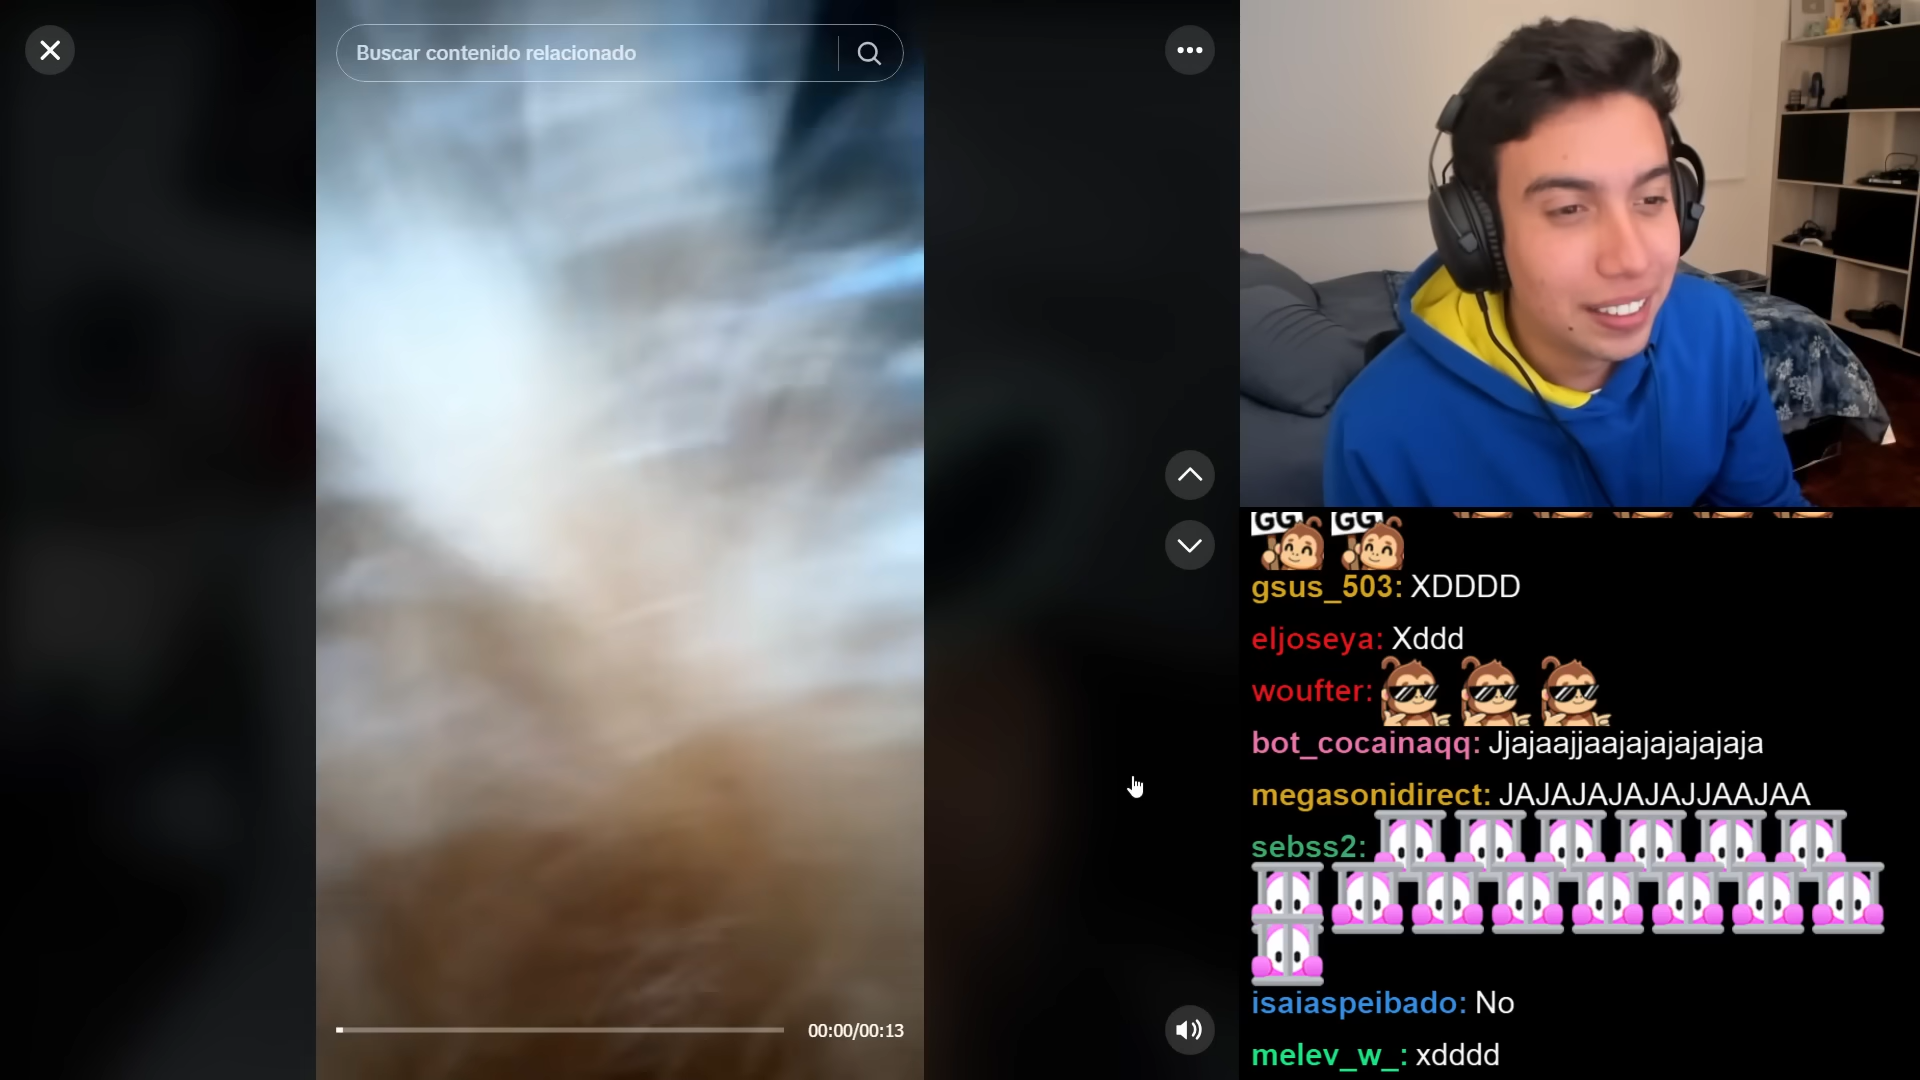 Buscar contenido relacionado
00:00/00:13
GG GG
gsus_503: XDDDD
eljoseya: Xddd
woufter:
bot_cocainaqq: Jjajaajjaajajajajajaja
megasonidirect: JAJAJAJAJAJJAAJAA
sebss2:
isaiaspeibado: No
melev_w_: xdddd